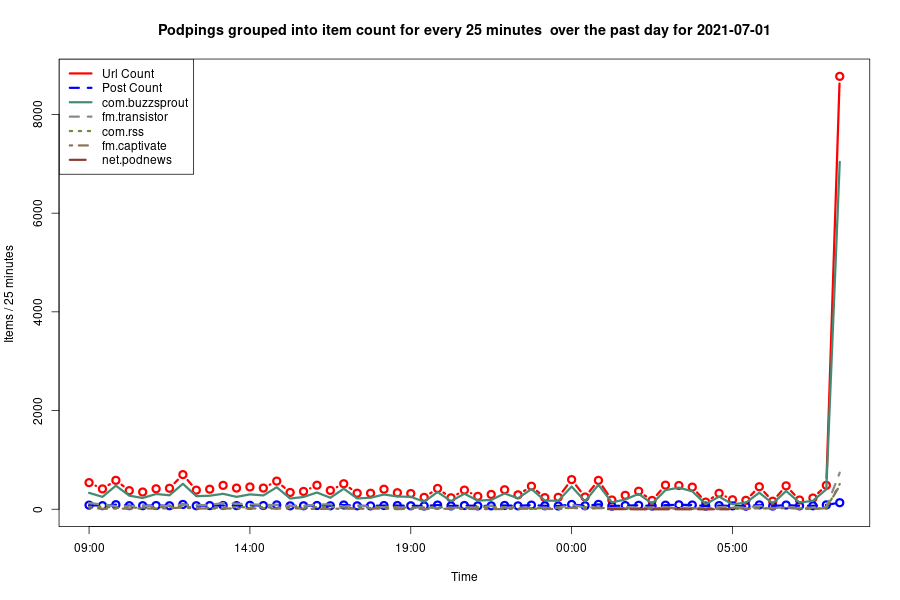 Podpings grouped into item count for every 25 minutes  over the past day for 2021-07-01
Url Count
Post Count
com.buzzsprout
fm.transistor
com.rss
fm.captivate
net.podnews
Items / 25 minutes
8000
6000
4000
2000
0
09:00
14:00
19:00
00:00
05:00
Time